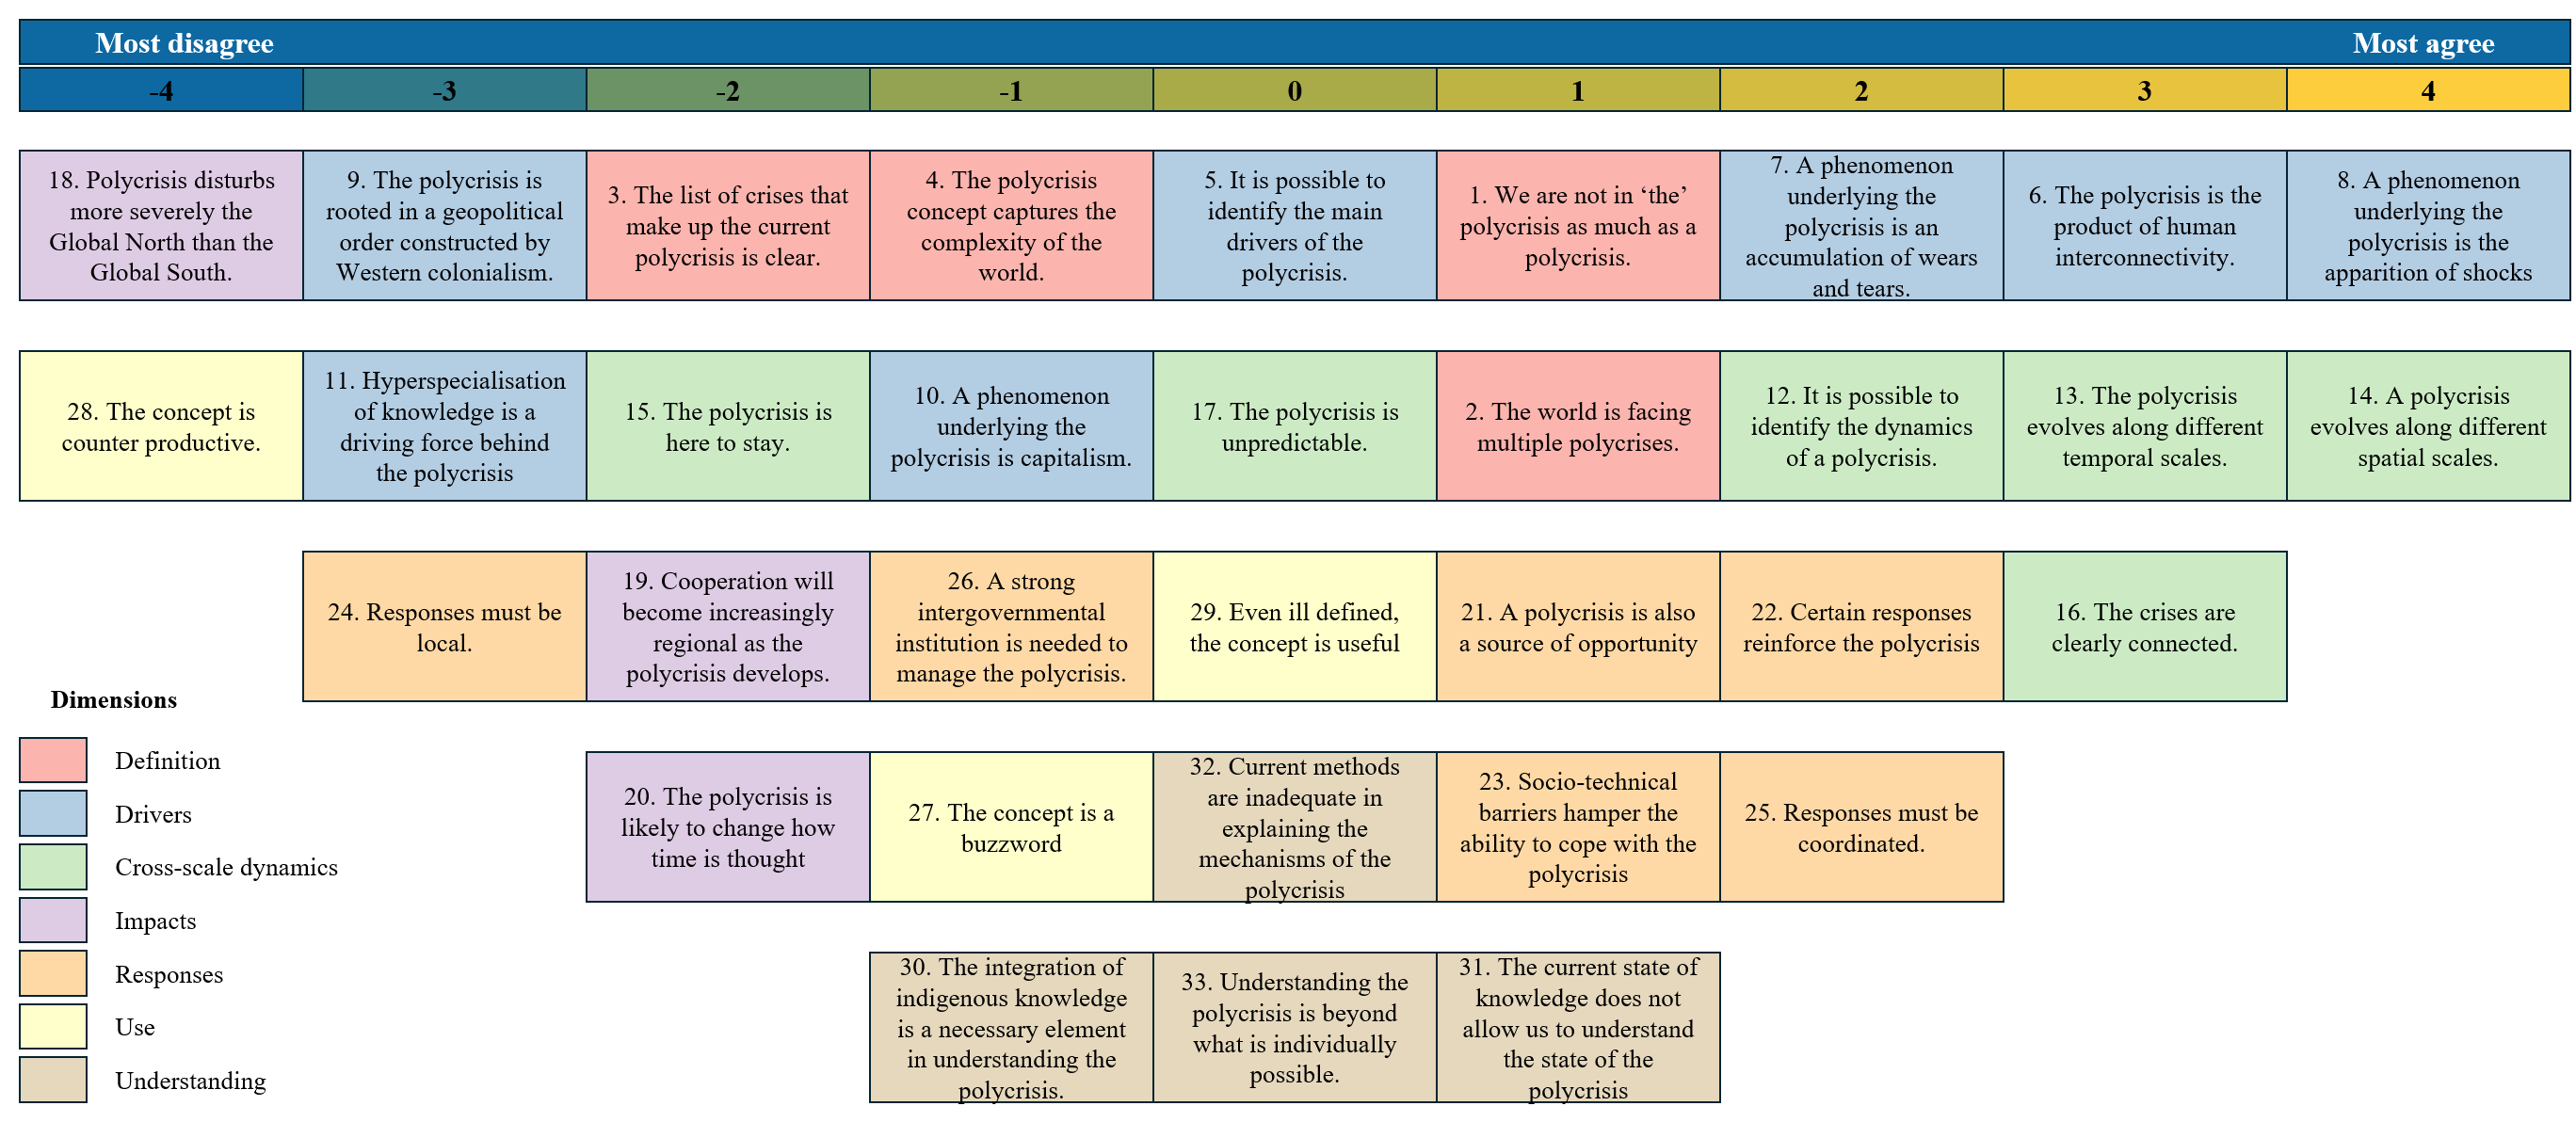 Most disagree
Most agree
-4
-3
-2
-1
0
1
2
3
4
18. Polycrisis disturbs
more severely the
Global North than the
Global South.
9. The polycrisis is
rooted in a geopolitical
order constructed by
Western colonialism.
3. The list of crises that
make up the current
polycrisis is clear.
4. The polycrisis
concept captures the
complexity of the
world.
5. It is possible to
identify the main
drivers of the
polycrisis.
1. We are not in ‘the’
polycrisis as much as a
polycrisis.
7. A phenomenon
underlying the
polycrisis is an
accumulation of wears
and tears.
6. The polycrisis is the
product of human
interconnectivity.
8. A phenomenon
underlying the
polycrisis is the
apparition of shocks
28. The concept is
counter productive.
11. Hyperspecialisation
of knowledge is a
driving force behind
the polycrisis
15. The polycrisis is
here to stay.
10. A phenomenon
underlying the
polycrisis is capitalism.
17. The polycrisis is
unpredictable.
2. The world is facing
multiple polycrises.
12. It is possible to
identify the dynamics
of a polycrisis.
13. The polycrisis
evolves along different
temporal scales.
14. A polycrisis
evolves along different
spatial scales.
24. Responses must be
local.
19. Cooperation will
become increasingly
regional as the
polycrisis develops.
26. A strong
intergovernmental
institution is needed to
manage the polycrisis.
29. Even ill defined,
the concept is useful
21. A polycrisis is also
a source of opportunity
22. Certain responses
reinforce the polycrisis
16. The crises are
clearly connected.
20. The polycrisis is
likely to change how
time is thought
27. The concept is a
buzzword
32. Current methods
are inadequate in
explaining the
mechanisms of the
polycrisis
23. Socio-technical
barriers hamper the
ability to cope with the
polycrisis
25. Responses must be
coordinated.
30. The integration of
indigenous knowledge
is a necessary element
in understanding the
polycrisis.
33. Understanding the
polycrisis is beyond
what is individually
possible.
31. The current state of
knowledge does not
allow us to understand
the state of the
polycrisis
Dimensions
Definition
Drivers
Cross-scale dynamics
Impacts
Responses
Use
Understanding